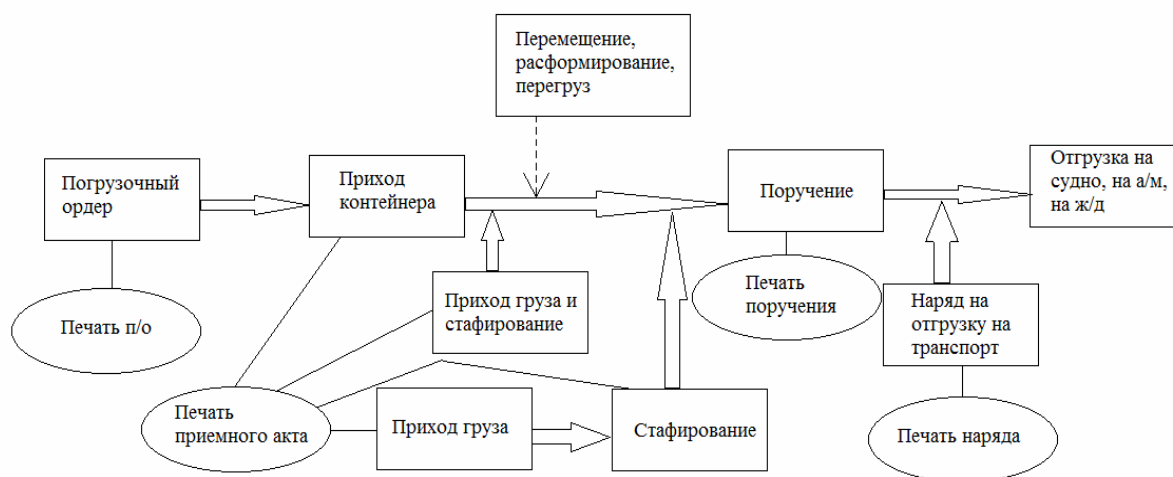 Перемещение,
расформирование,
перегруз
Погрузочный
ордер
Приход
контейнера
Поручение
Отгрузка на
судно, на а/м,
на ж/д
Печать п/о
Приход груза и
стафирование
Печать
поручения
Наряд на
отгрузку на
транспорт
Печать
приемного акта
Приход груза
Стафирование
Печать наряда